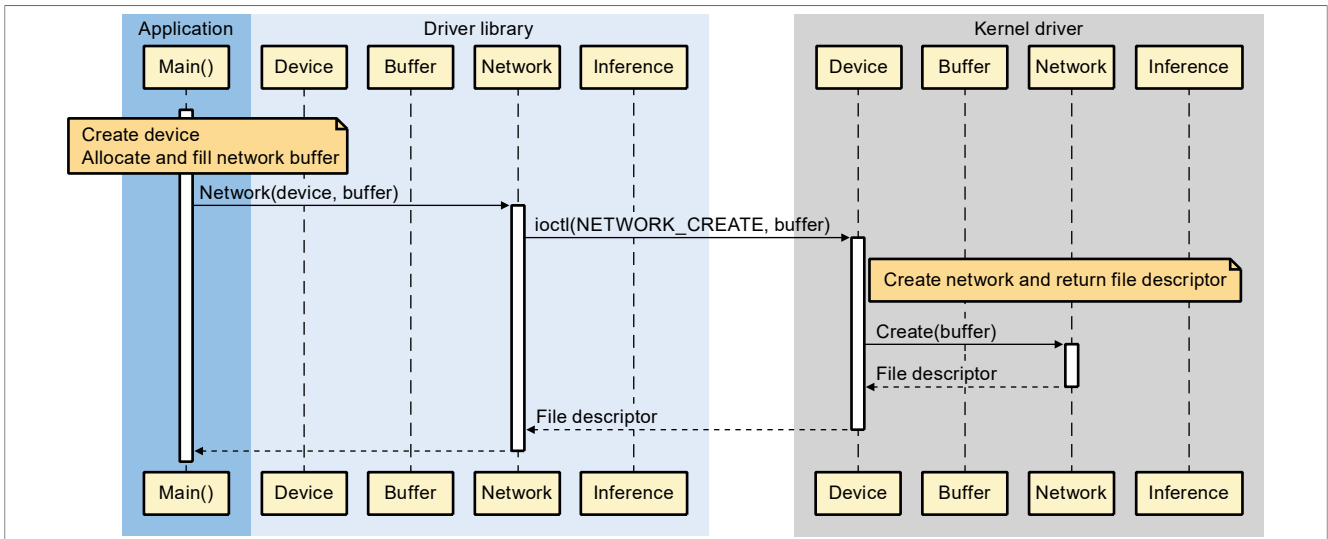 Application
Driver library
Kernel driver
Main()
Device
Buffer
Network
Inference
Device
Buffer
Network
Inference
Create device
Allocate and fill network buffer
Network(device, buffer)
ioctl(NETWORK_CREATE, buffer)
Create network and return file descriptor
Create(buffer)
File descriptor
File descriptor
Main()
Device
Buffer
Network
Inference
Device
Buffer
Network
Inference